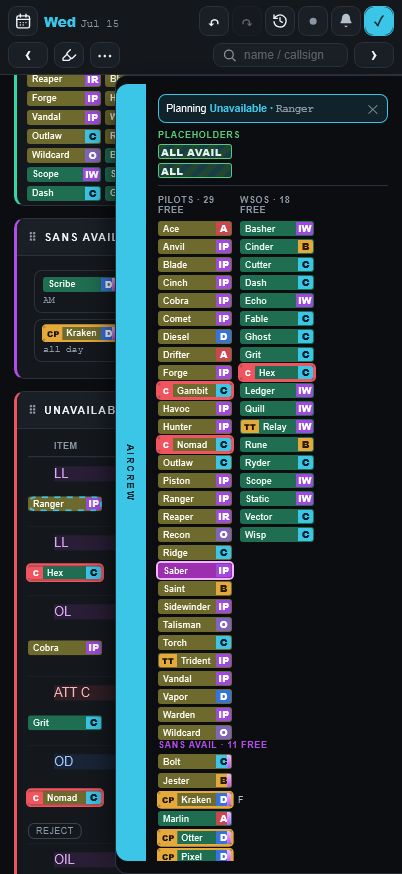 Wed Jul 15
name / callsign
Reaper IR
Forge IP
Vandal IP
Outlaw C
Wildcard O
Scope IW
Dash C
SANS AVAIL
Scribe D
AM
CP Kraken D
all day
UNAVAILAB
ITEM
LL
Ranger IP
LL
C Hex C
OL
Cobra IP
ATT C
Grit C
OD
C Nomad C
REJECT
OIL
AIRCREW
Planning Unavailable · Ranger
PLACEHOLDERS
ALL AVAIL
ALL
PILOTS · 29 FREE
Ace A
Anvil IP
Blade IP
Cinch IP
Cobra IP
Comet IP
Diesel D
Drifter A
Forge IP
C Gambit C
Havoc IP
Hunter IP
C Nomad C
Outlaw C
Piston IP
Ranger IP
Reaper IR
Recon O
Ridge C
Saber IP
Saint B
Sidewinder IP
Talisman O
Torch C
TT Trident IP
Vandal IP
Vapor D
Warden IP
Wildcard O
WSOS · 18 FREE
Basher IW
Cinder B
Cutter C
Dash C
Echo IW
Fable C
Ghost C
Grit C
C Hex C
Ledger IW
Quill IW
TT Relay IW
Rune B
Ryder C
Scope IW
Static IW
Vector C
Wisp C
SANS AVAIL · 11 FREE
Bolt C
Jester B
CP Kraken D F
Marlin A
CP Otter D
CP Pixel D